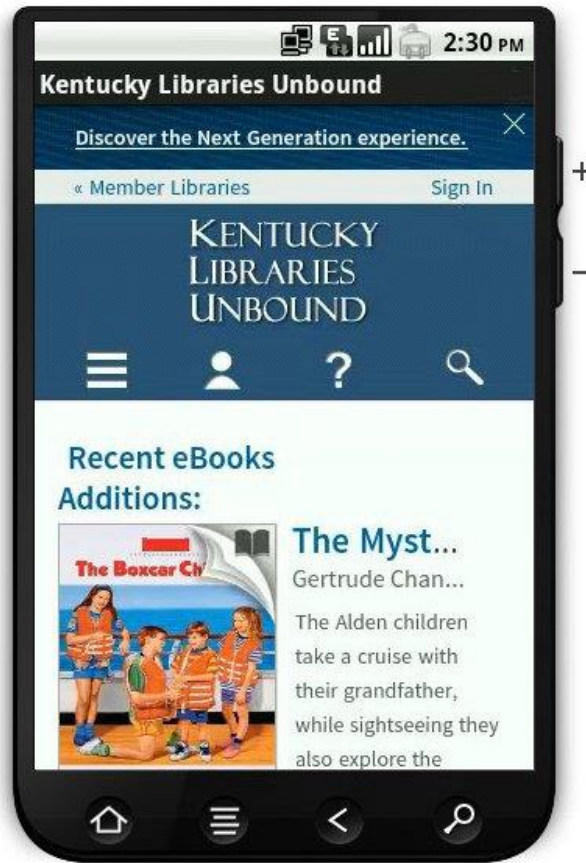 2:30 PM
Kentucky Libraries Unbound
Discover the Next Generation experience.
« Member Libraries Sign In
KENTUCKY
LIBRARIES
UNBOUND
?
Recent eBooks
Additions:
The Boxcar Ch
The Myst...
Gertrude Chan...
The Alden children
take a cruise with
their grandfather,
while sightseeing they
also explore the
+
-